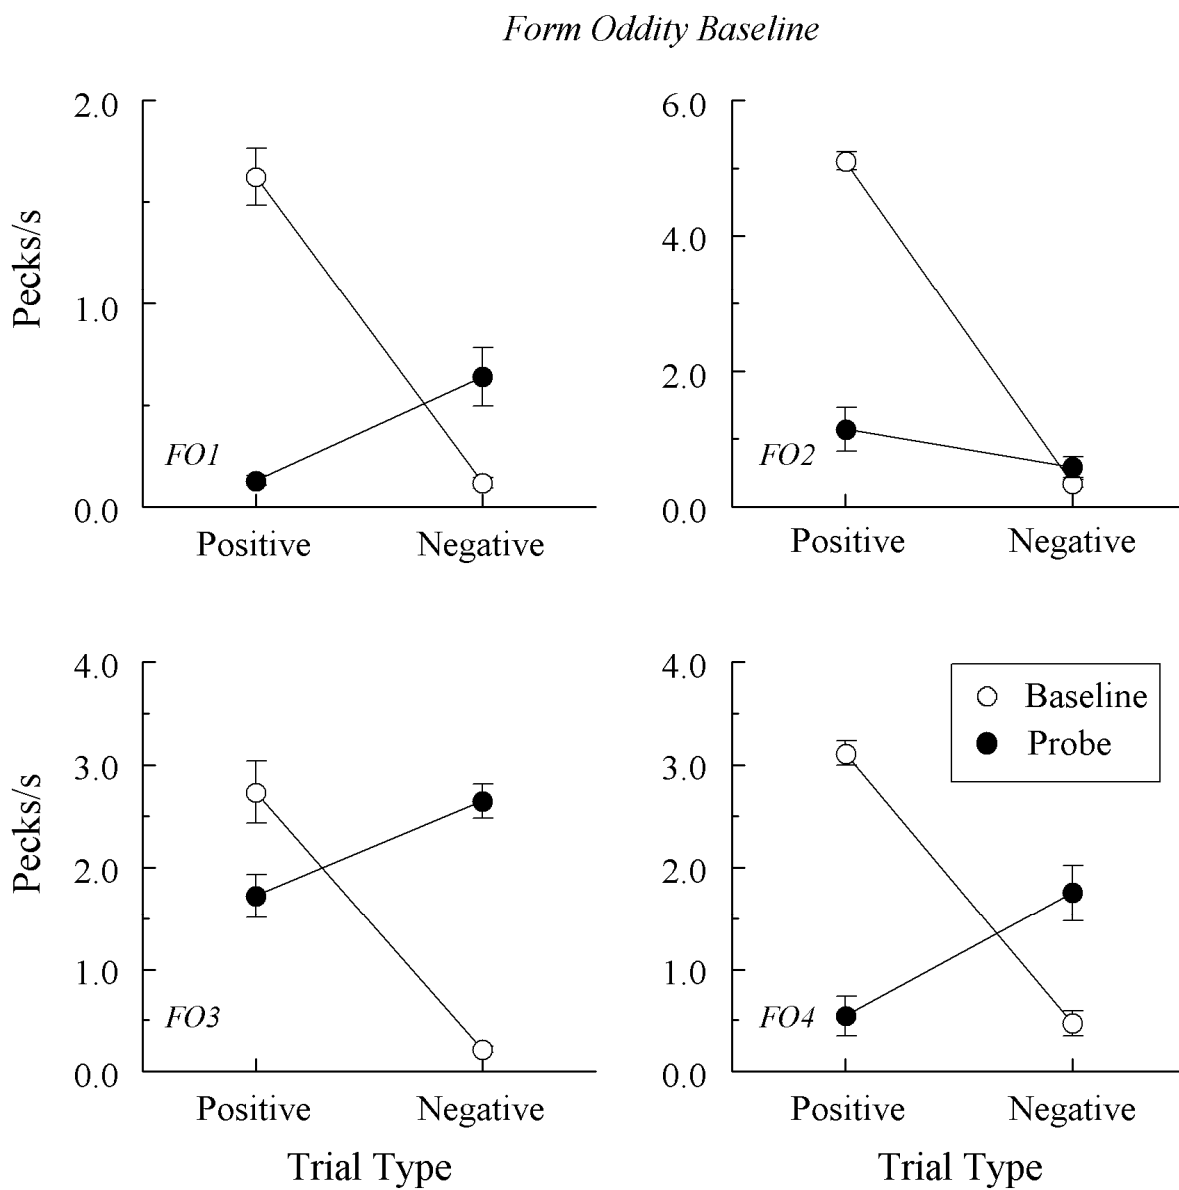 Form Oddity Baseline
2.0
1.0
0.0
Pecks/s
FO1
Positive Negative
6.0
4.0
2.0
0.0
FO2
Positive Negative
4.0
3.0
2.0
1.0
0.0
Pecks/s
FO3
Positive Negative
Trial Type
4.0
3.0
2.0
1.0
0.0
Baseline
Probe
FO4
Positive Negative
Trial Type